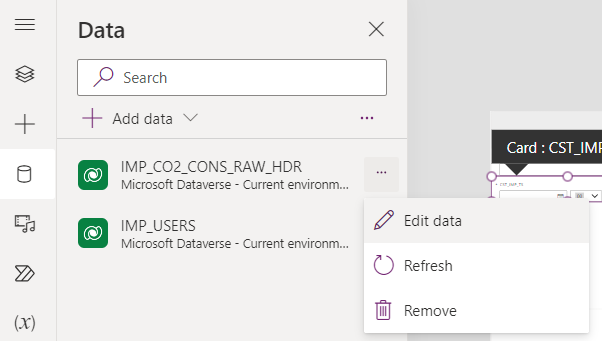 Data
Search
Add data
IMP_CO2_CONS_RAW_HDR
Microsoft Dataverse - Current environm...
IMP_USERS
Microsoft Dataverse - Current environm...
Edit data
Refresh
Remove
Card : CST_IMP
(x)